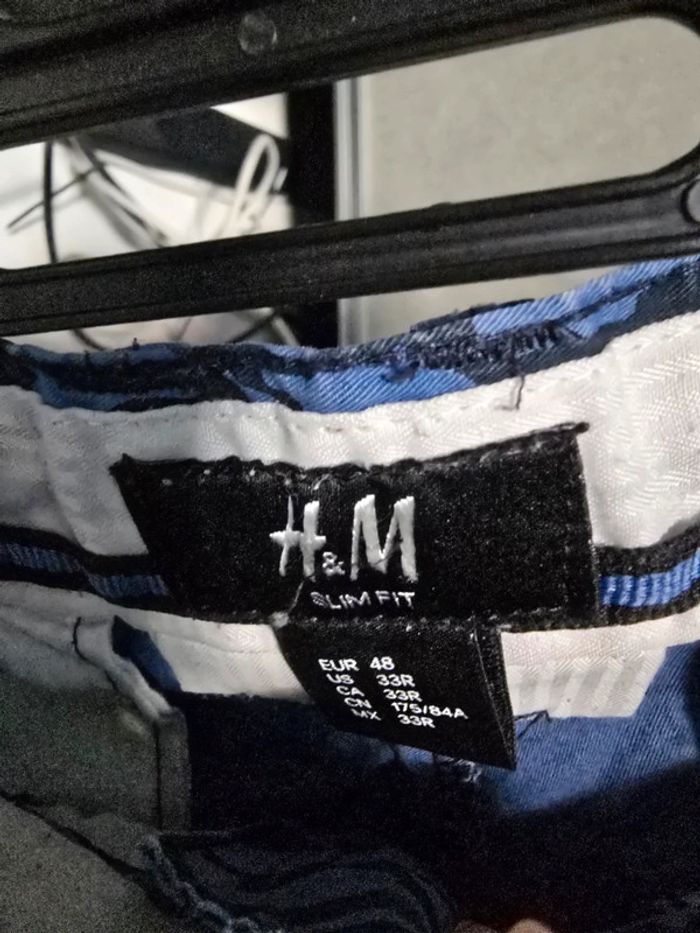 H&M
SLIM FIT
EUR 48
US 33R
CA 33R
CN 175/84A
MX 33R